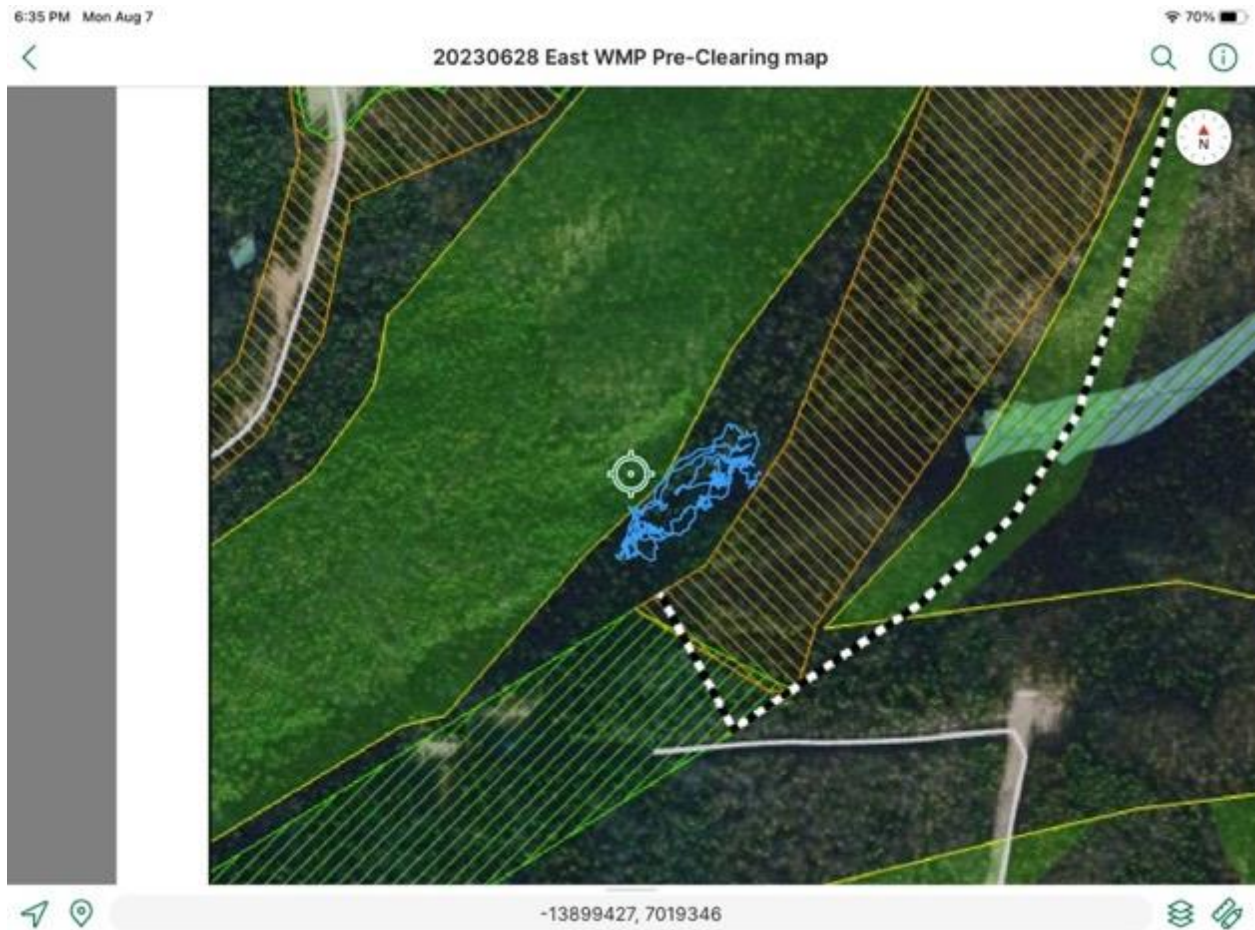 6:35 PM Mon Aug 7
70%
20230628 East WMP Pre-Clearing map
N
-13899427, 7019346